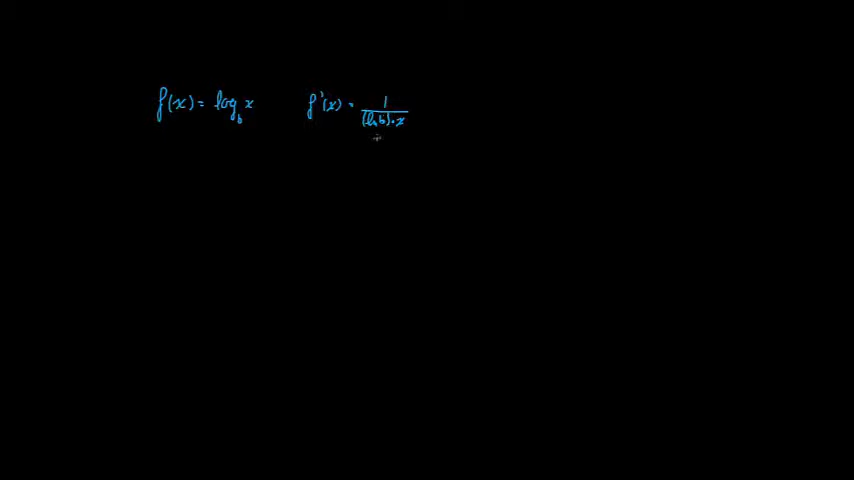 f(x) = log_b x f'(x) = 1/((ln b)·x)